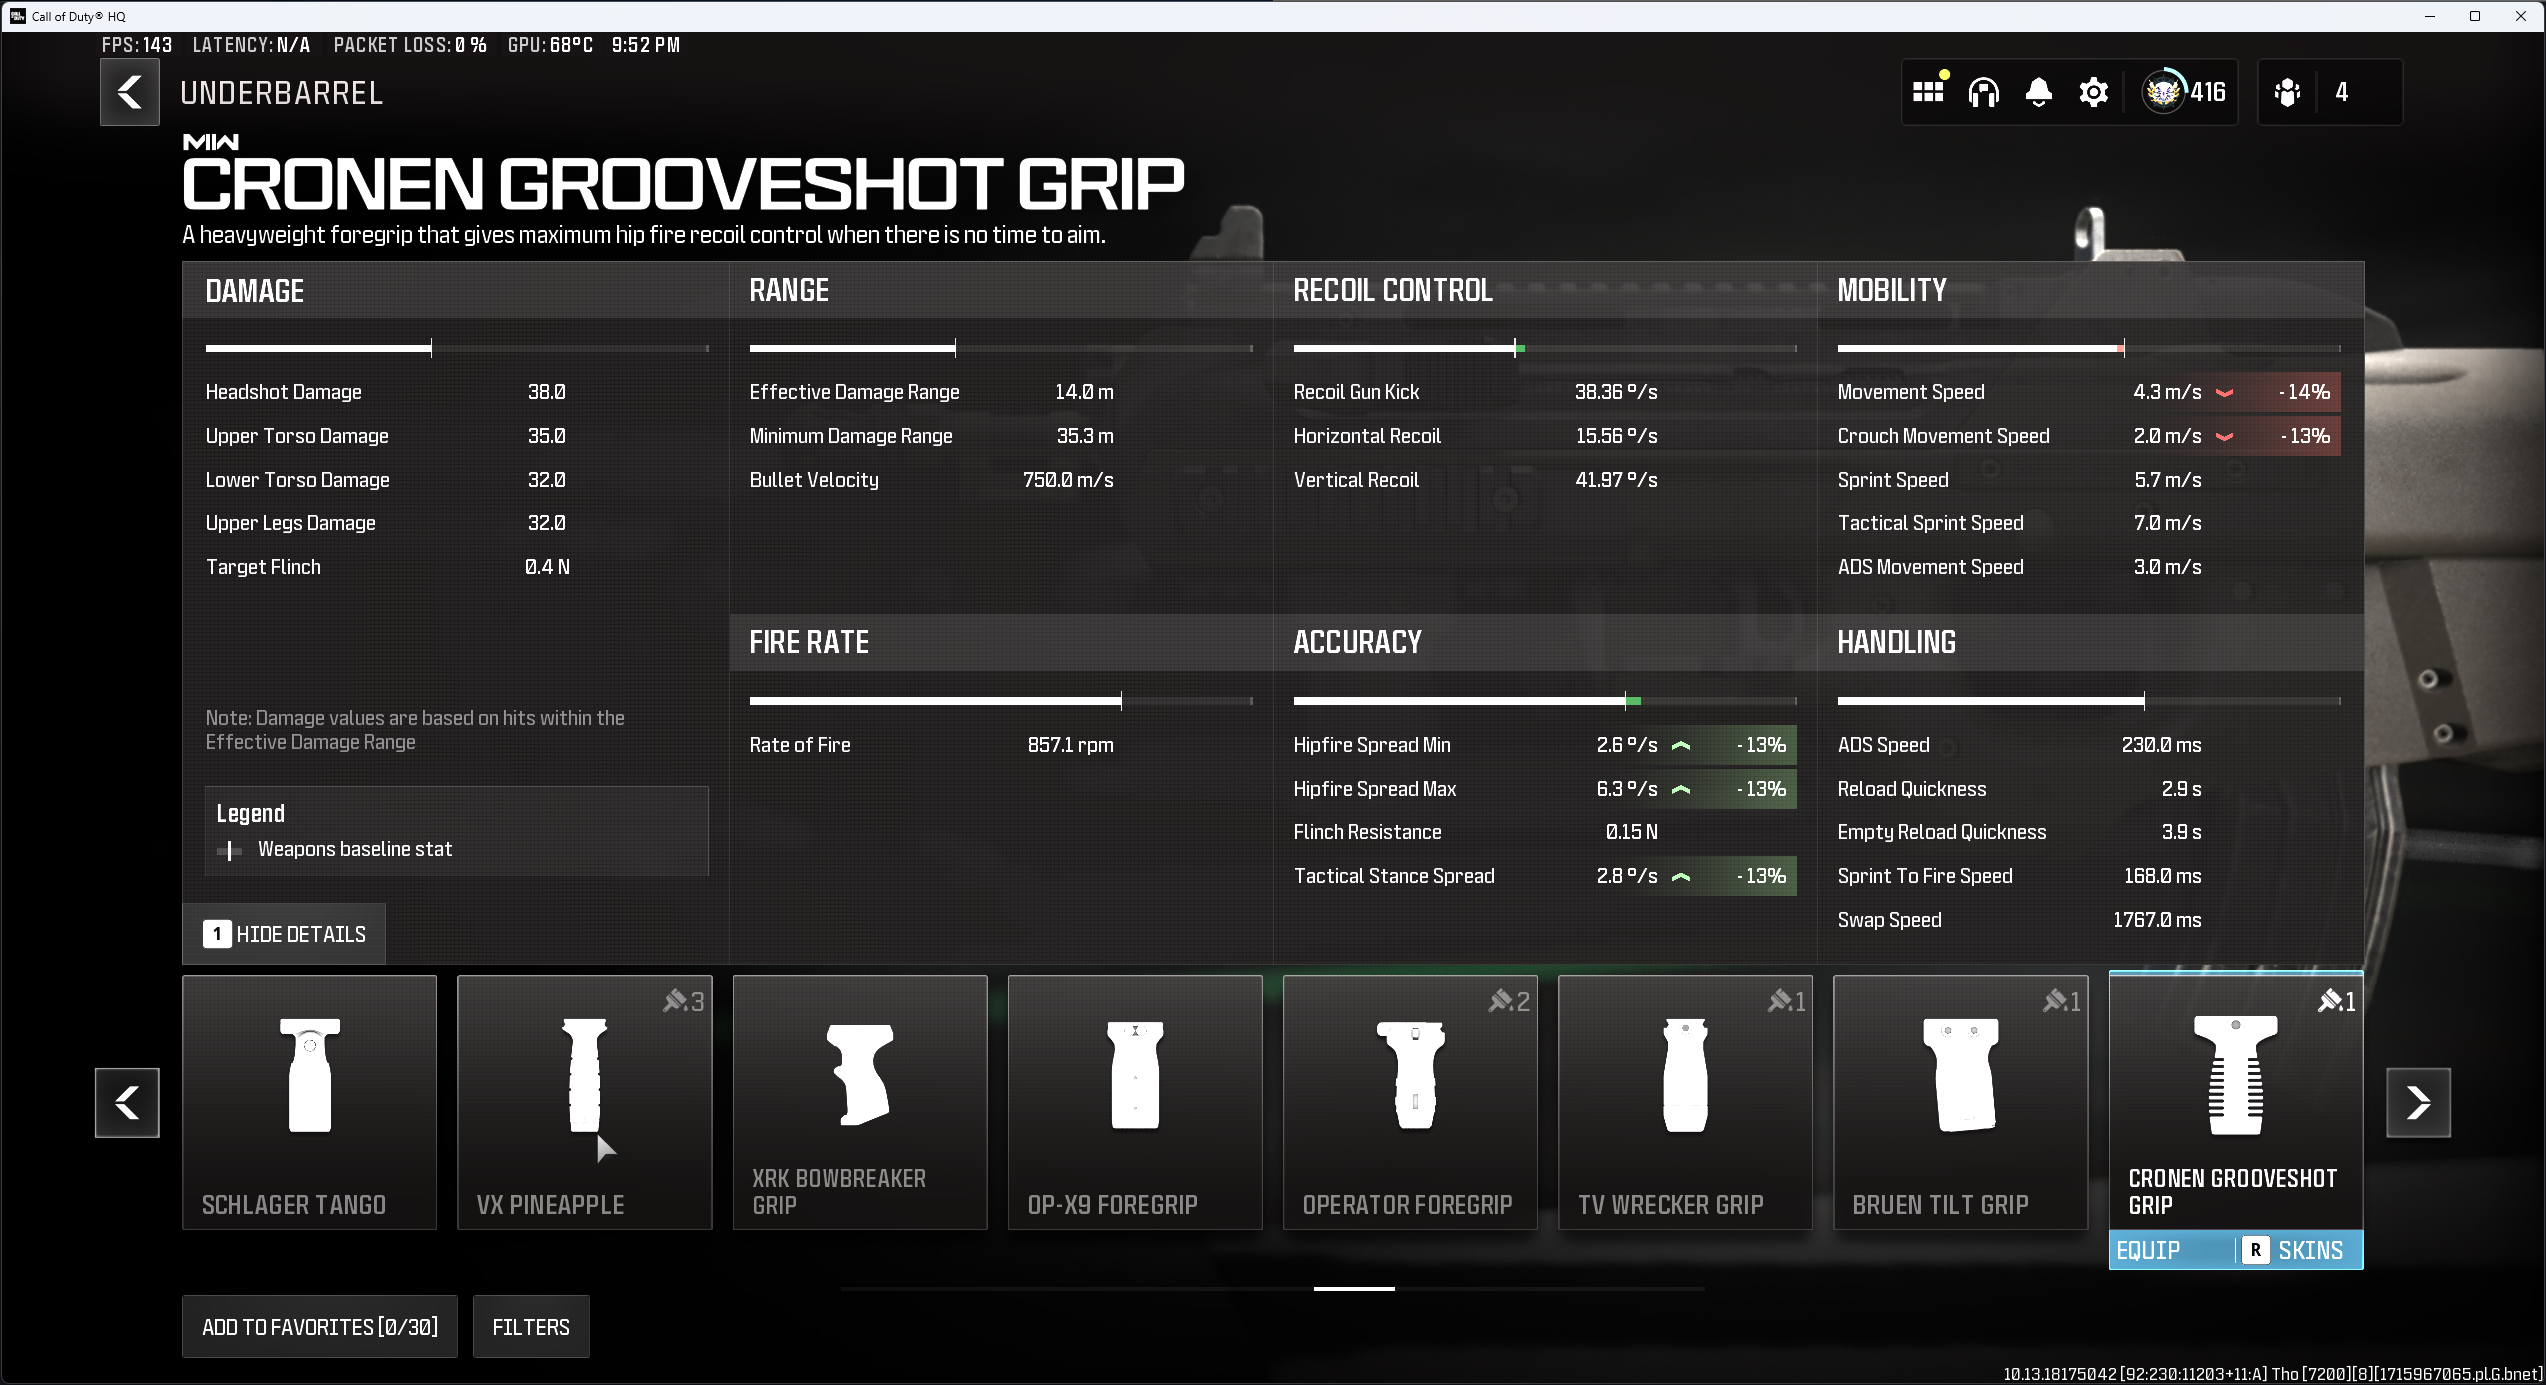 Call of Duty® HQ
FPS: 143 LATENCY: N/A PACKET LOSS: 0 % GPU: 68°C 9:52 PM
UNDERBARREL
416
4
MW
CRONEN GROOVESHOT GRIP
A heavyweight foregrip that gives maximum hip fire recoil control when there is no time to aim.
DAMAGE
Headshot Damage 38.0
Upper Torso Damage 35.0
Lower Torso Damage 32.0
Upper Legs Damage 32.0
Target Flinch 0.4 N
Note: Damage values are based on hits within the
Effective Damage Range
Legend
Weapons baseline stat
1 HIDE DETAILS
RANGE
Effective Damage Range 14.0 m
Minimum Damage Range 35.3 m
Bullet Velocity 750.0 m/s
FIRE RATE
Rate of Fire 857.1 rpm
RECOIL CONTROL
Recoil Gun Kick 38.36 º/s
Horizontal Recoil 15.56 º/s
Vertical Recoil 41.97 º/s
ACCURACY
Hipfire Spread Min 2.6 º/s -13%
Hipfire Spread Max 6.3 º/s -13%
Flinch Resistance 0.15 N
Tactical Stance Spread 2.8 º/s -13%
MOBILITY
Movement Speed 4.3 m/s -14%
Crouch Movement Speed 2.0 m/s -13%
Sprint Speed 5.7 m/s
Tactical Sprint Speed 7.0 m/s
ADS Movement Speed 3.0 m/s
HANDLING
ADS Speed 230.0 ms
Reload Quickness 2.9 s
Empty Reload Quickness 3.9 s
Sprint To Fire Speed 168.0 ms
Swap Speed 1767.0 ms
SCHLAGER TANGO
3
VX PINEAPPLE
XRK BOWBREAKER
GRIP
OP-X9 FOREGRIP
2
OPERATOR FOREGRIP
1
TV WRECKER GRIP
1
BRUEN TILT GRIP
1
CRONEN GROOVESHOT
GRIP
EQUIP R SKINS
ADD TO FAVORITES [0/30] FILTERS
10.13.18175042 [92:230:11203+11:A] Tho [7200][8][1715967065.pl.G.bnet]